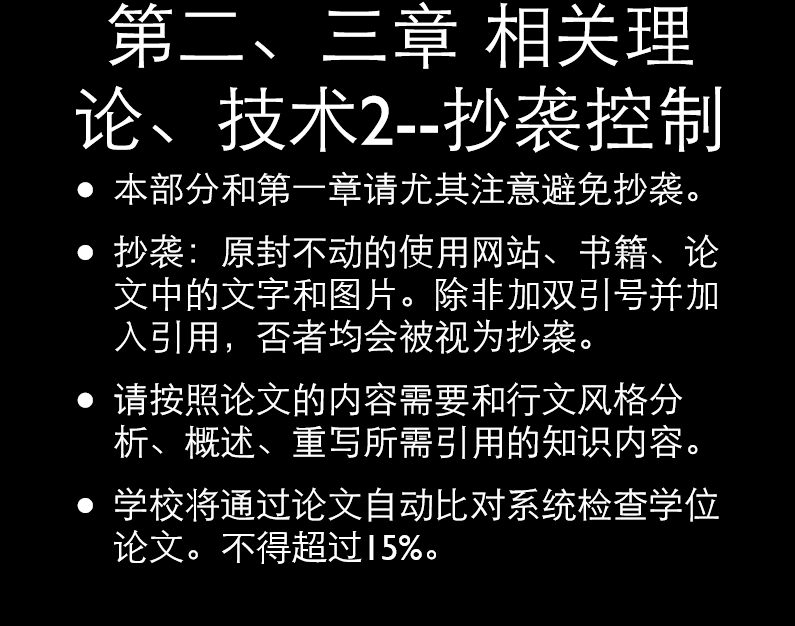 第二、三章 相关理
论、技术2--抄袭控制
• 本部分和第一章请尤其注意避免抄袭。
• 抄袭：原封不动的使用网站、书籍、论
文中的文字和图片。除非加双引号并加
入引用，否者均会被视为抄袭。
• 请按照论文的内容需要和行文风格分
析、概述、重写所需引用的知识内容。
• 学校将通过论文自动比对系统检查学位
论文。不得超过15%。